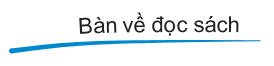 Bàn về đọc sách